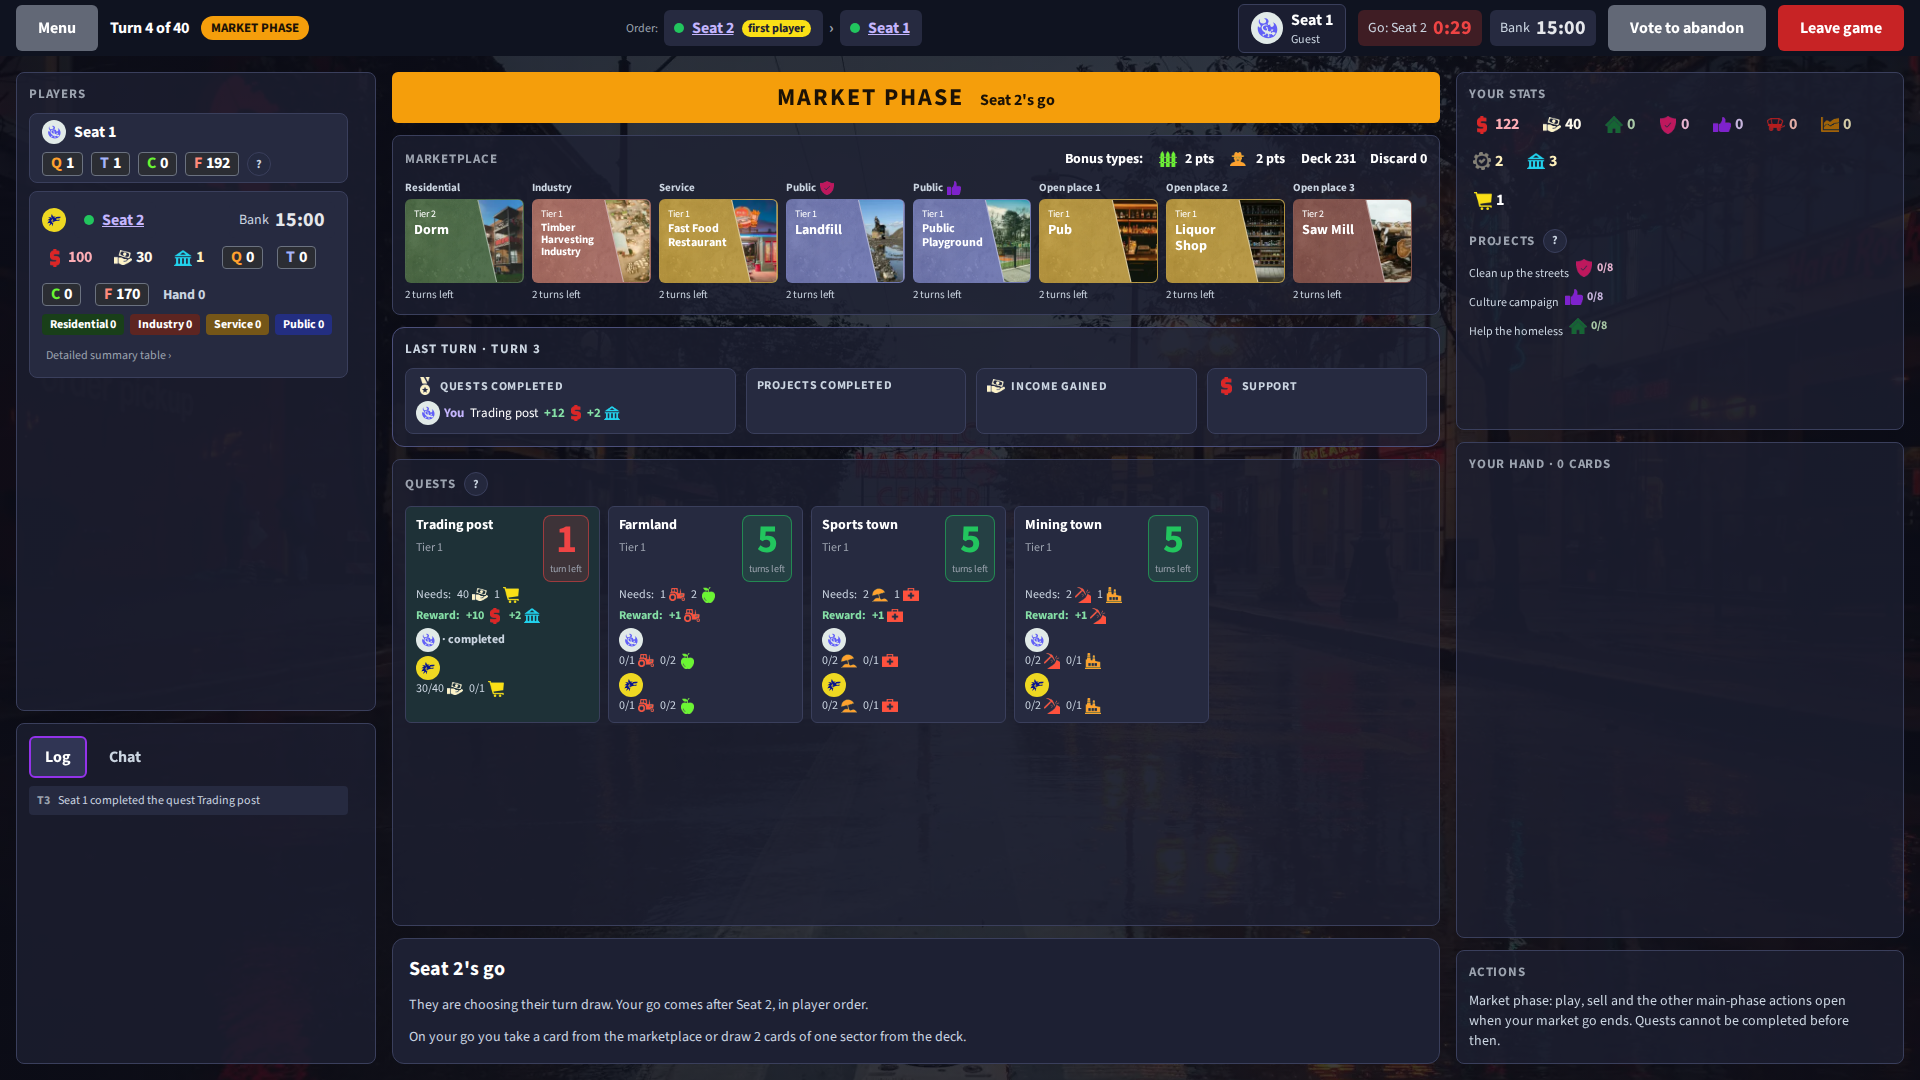 Menu
Turn 4 of 40
MARKET PHASE
Order:
Seat 2 first player
›
Seat 1
Seat 1
Guest
Go: Seat 2 0:29
Bank 15:00
Vote to abandon
Leave game
PLAYERS
Seat 1
Q 1
T 1
C 0
F 192
?
Seat 2
Bank 15:00
100
30
1
Q 0
T 0
C 0
F 170
Hand 0
Residential 0
Industry 0
Service 0
Public 0
Detailed summary table ›
Log
Chat
T3 Seat 1 completed the quest Trading post
MARKET PHASE Seat 2's go
MARKETPLACE
Bonus types: 2 pts 2 pts Deck 231 Discard 0
Residential
Tier 2
Dorm
2 turns left
Industry
Tier 1
Timber
Harvesting
Industry
2 turns left
Service
Tier 1
Fast Food
Restaurant
2 turns left
Public
Tier 1
Landfill
2 turns left
Public
Tier 1
Public
Playground
2 turns left
Open place 1
Tier 1
Pub
2 turns left
Open place 2
Tier 1
Liquor
Shop
2 turns left
Open place 3
Tier 2
Saw Mill
2 turns left
LAST TURN · TURN 3
QUESTS COMPLETED
You Trading post +12 +2
PROJECTS COMPLETED
INCOME GAINED
SUPPORT
QUESTS ?
Trading post
Tier 1
1
turn left
Needs: 40 1
Reward: +10 +2
· completed
30/40 0/1
Farmland
Tier 1
5
turns left
Needs: 1 2
Reward: +1
0/1 0/2
0/1 0/2
Sports town
Tier 1
5
turns left
Needs: 2 1
Reward: +1
0/2 0/1
0/2 0/1
Mining town
Tier 1
5
turns left
Needs: 2 1
Reward: +1
0/2 0/1
0/2 0/1
Seat 2's go
They are choosing their turn draw. Your go comes after Seat 2, in player order.
On your go you take a card from the marketplace or draw 2 cards of one sector from the deck.
YOUR STATS
122 40 0 0 0 0 0
2 3
1
PROJECTS ?
Clean up the streets 0/8
Culture campaign 0/8
Help the homeless 0/8
YOUR HAND · 0 CARDS
ACTIONS
Market phase: play, sell and the other main-phase actions open
when your market go ends. Quests cannot be completed before
then.